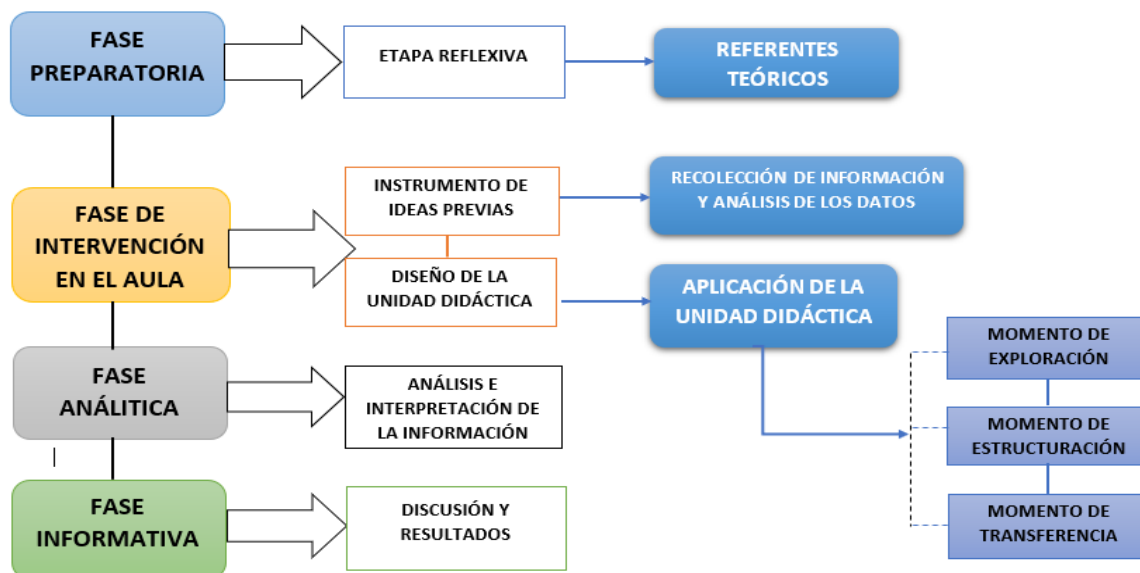 FASE
PREPARATORIA
ETAPA REFLEXIVA
REFERENTES
TEÓRICOS
FASE DE
INTERVENCIÓN
EN EL AULA
INSTRUMENTO DE
IDEAS PREVIAS
RECOLECCIÓN DE INFORMACIÓN
Y ANÁLISIS DE LOS DATOS
DISEÑO DE LA
UNIDAD DIDÁCTICA
APLICACIÓN DE LA
UNIDAD DIDÁCTICA
MOMENTO DE
EXPLORACIÓN
MOMENTO DE
ESTRUCTURACIÓN
MOMENTO DE
TRANSFERENCIA
FASE
ANÁLITICA
ANÁLISIS E
INTERPRETACIÓN DE
LA INFORMACIÓN
FASE
INFORMATIVA
DISCUSIÓN Y
RESULTADOS